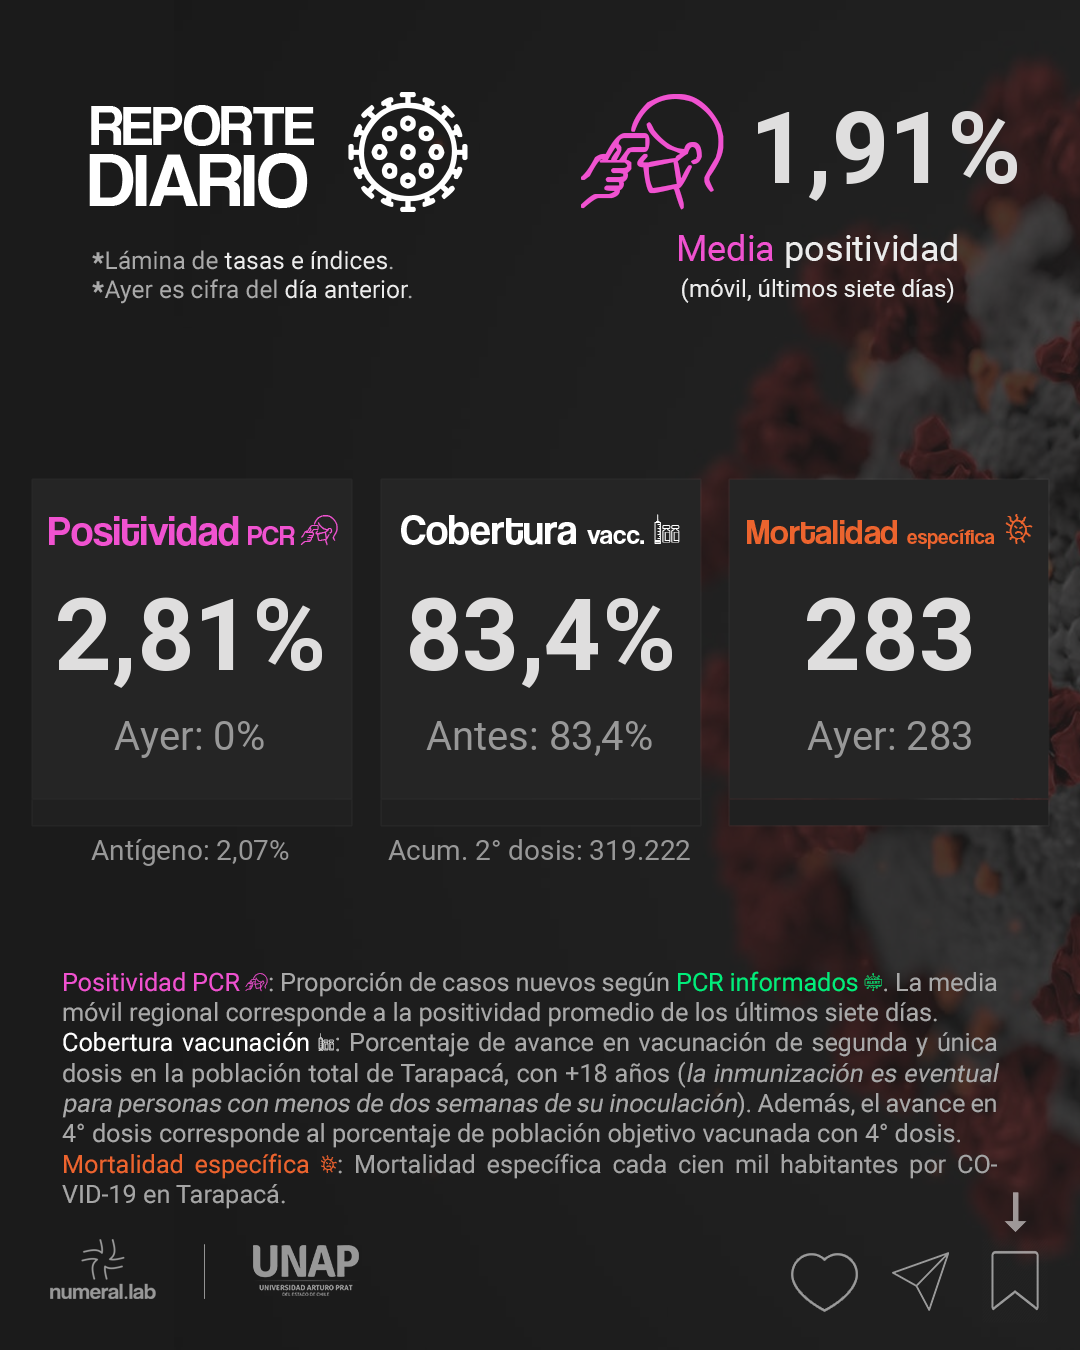 REPORTE
DIARIO
*Lámina de tasas e índices.
*Ayer es cifra del día anterior.
1,91%
Media positividad
(móvil, últimos siete días)
Positividad PCR
2,81%
Ayer: 0%
Antígeno: 2,07%
Cobertura vacc.
83,4%
Antes: 83,4%
Acum. 2° dosis: 319.222
Mortalidad específica
283
Ayer: 283
Positividad PCR : Proporción de casos nuevos según PCR informados . La media
móvil regional corresponde a la positividad promedio de los últimos siete días.
Cobertura vacunación : Porcentaje de avance en vacunación de segunda y única
dosis en la población total de Tarapacá, con +18 años (la inmunización es eventual
para personas con menos de dos semanas de su inoculación). Además, el avance en
4° dosis corresponde al porcentaje de población objetivo vacunada con 4° dosis.
Mortalidad específica : Mortalidad específica cada cien mil habitantes por CO-
VID-19 en Tarapacá.
numeral.lab
UNAP
UNIVERSIDAD ARTURO PRAT
DEL ESTADO DE CHILE